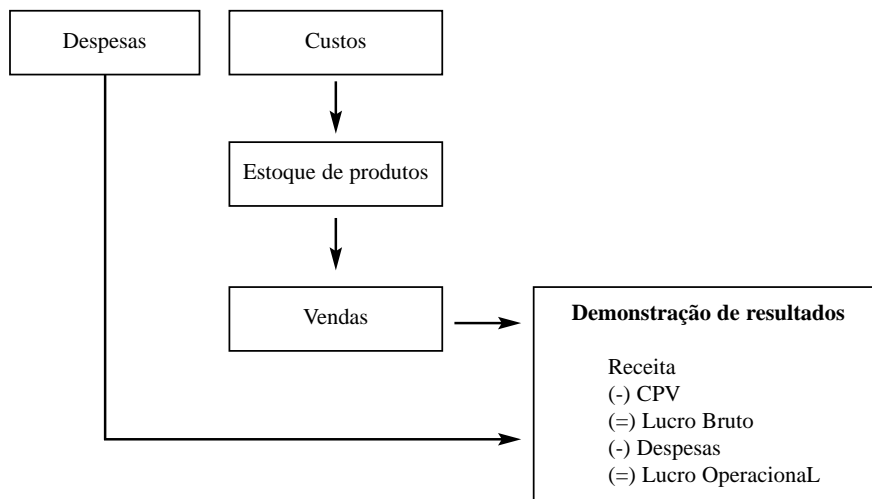 Despesas
Custos
Estoque de produtos
Vendas
Demonstração de resultados
Receita
(-) CPV
(=) Lucro Bruto
(-) Despesas
(=) Lucro OperacionaL